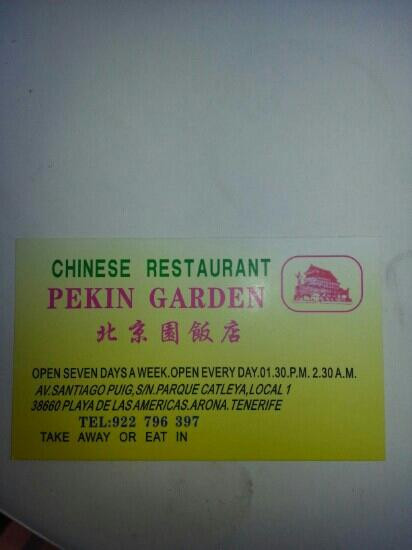 CHINESE RESTAURANT
PEKIN GARDEN
北京園飯店
OPEN SEVEN DAYS A WEEK.OPEN EVERY DAY.01.30.P.M. 2.30 A.M.
AV.SANTIAGO PUIG,S/N.PARQUE CATLEYA,LOCAL 1
38660 PLAYA DE LAS AMERICAS.ARONA.TENERIFE
TEL:922 796 397
TAKE AWAY OR EAT IN